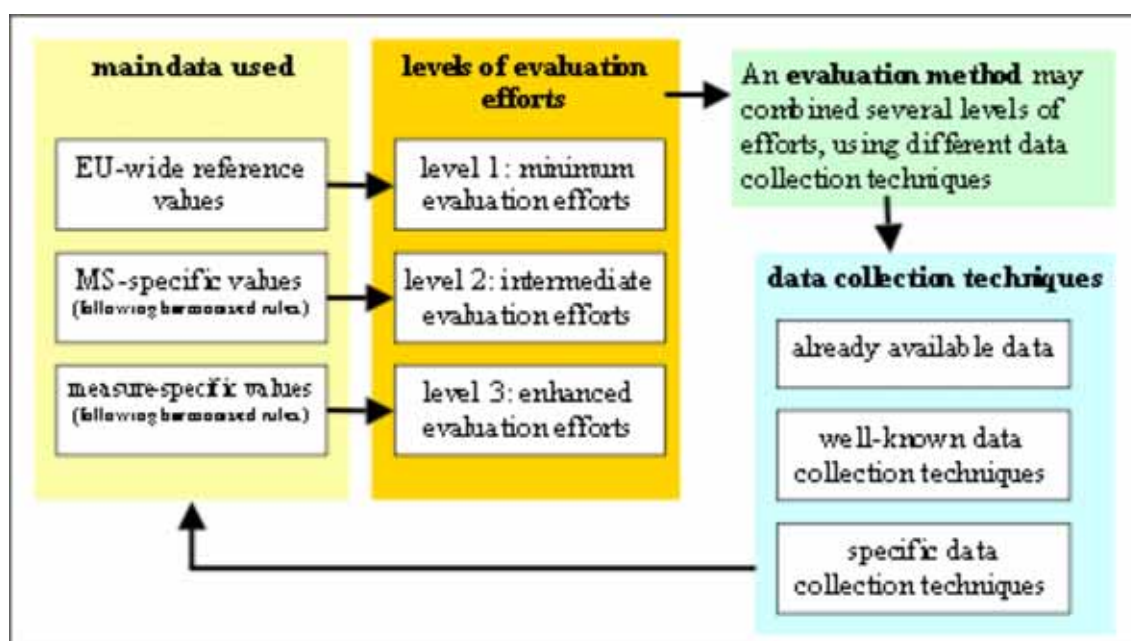 main data used
EU-wide reference
values
MS-specific values
(following harmonised rules)
measure-specific values
(following harmonised rules)
levels of evaluation
efforts
level 1: minimum
evaluation efforts
level 2: intermediate
evaluation efforts
level 3: enhanced
evaluation efforts
An evaluation method may
combined several levels of
efforts, using different data
collection techniques
data collection techniques
already available data
well-known data
collection techniques
specific data
collection techniques